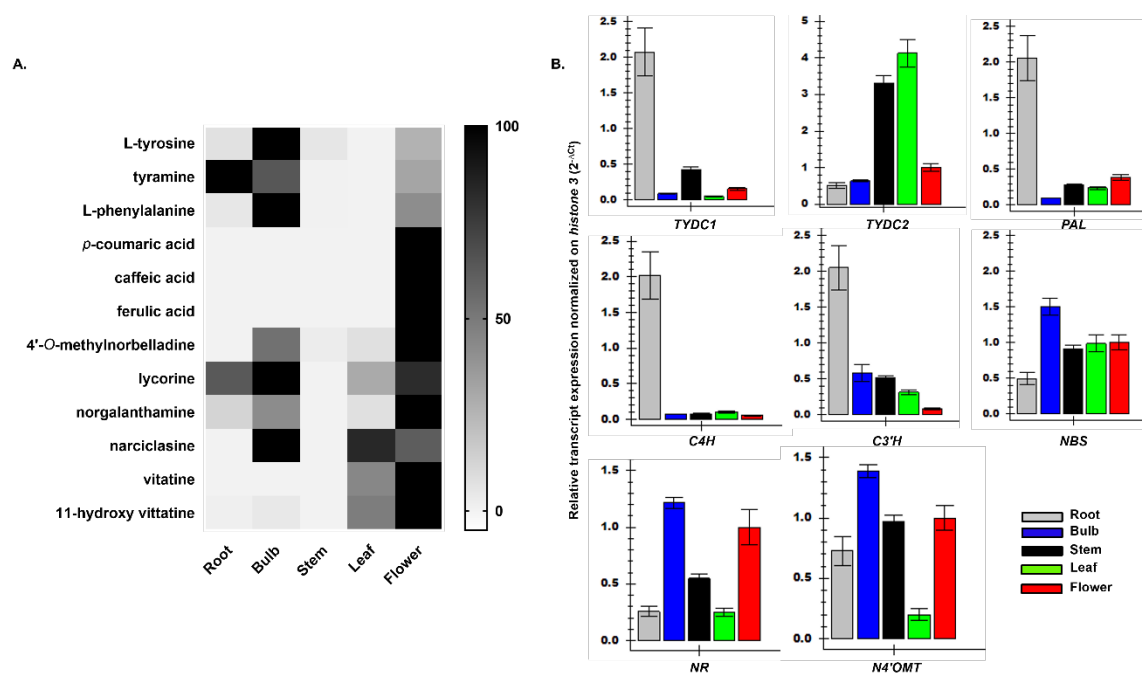 A.
L-tyrosine
tyramine
L-phenylalanine
p-coumaric acid
caffeic acid
ferulic acid
4'-O-methylnorbelladine
lycorine
norgalanthamine
narciclasine
vitatine
11-hydroxy vittatine
Root
Bulb
Stem
Leaf
Flower
100
50
0
B.
Relative transcript expression normalized on histone 3 (2^-ΔCt)
2.5
2.0
1.5
1.0
0.5
0.0
TYDC1
5
4
3
2
1
0
TYDC2
2.5
2.0
1.5
1.0
0.5
0.0
PAL
2.5
2.0
1.5
1.0
0.5
0.0
C4H
2.5
2.0
1.5
1.0
0.5
0.0
C3'H
2.5
2.0
1.5
1.0
0.5
0.0
NBS
1.5
1.0
0.5
0.0
NR
1.5
1.0
0.5
0.0
N4'OMT
Root
Bulb
Stem
Leaf
Flower